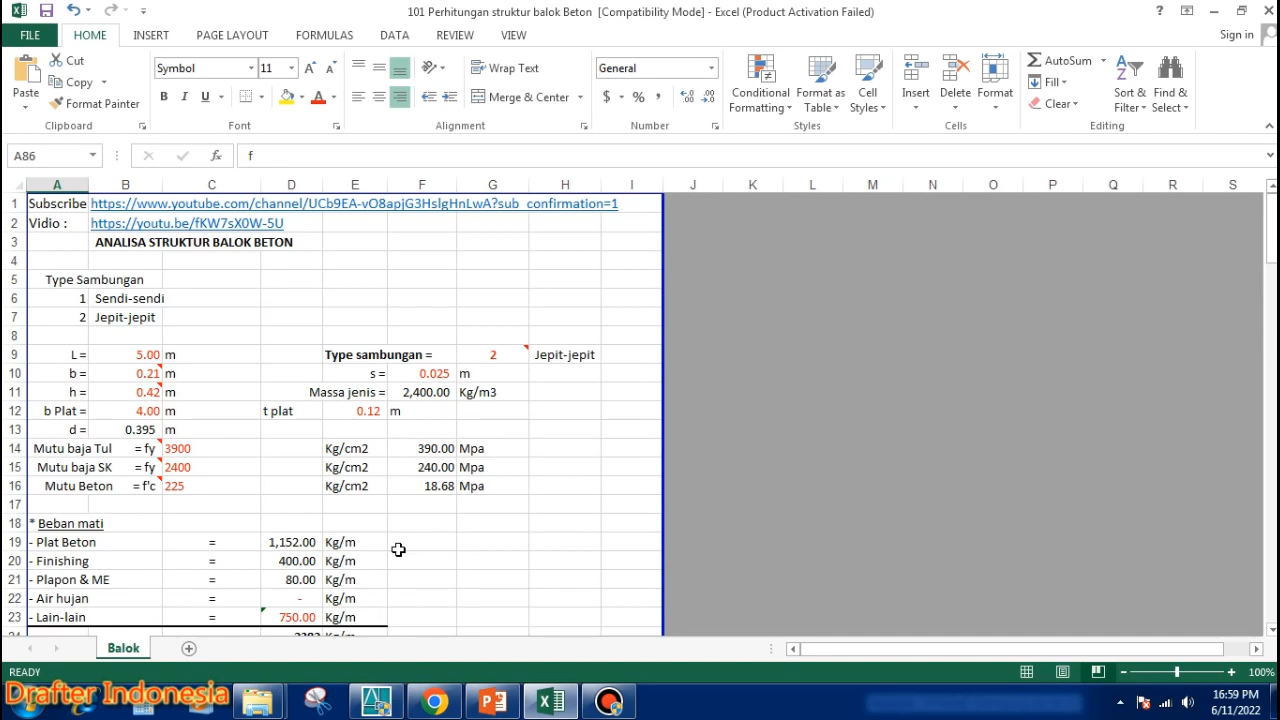 101 Perhitungan struktur balok Beton [Compatibility Mode] - Excel (Product Activation Failed)
FILE HOME INSERT PAGE LAYOUT FORMULAS DATA REVIEW VIEW Sign in
Paste Cut Copy Format Painter
Clipboard
Symbol 11
B I U A
Font
Wrap Text
Merge & Center
Alignment
General
$ % ,
Number
Conditional Formatting Format as Table Cell Styles
Styles
Insert Delete Format
Cells
AutoSum Fill Clear Sort & Filter Find & Select
Editing
A86 fx f
A B C D E F G H I J K L M N O P Q R S
1 Subscribe https://www.youtube.com/channel/UCb9EA-vO8apjG3HslgHnLwA?sub_confirmation=1
2 Vidio : https://youtu.be/fKW7sX0W-5U
3 ANALISA STRUKTUR BALOK BETON
4
5 Type Sambungan
6 1 Sendi-sendi
7 2 Jepit-jepit
8
9 L = 5.00 m Type sambungan = 2 Jepit-jepit
10 b = 0.21 m s = 0.025 m
11 h = 0.42 m Massa jenis = 2,400.00 Kg/m3
12 b Plat = 4.00 m t plat 0.12 m
13 d = 0.395 m
14 Mutu baja Tul = fy 3900 Kg/cm2 390.00 Mpa
15 Mutu baja SK = fy 2400 Kg/cm2 240.00 Mpa
16 Mutu Beton = f'c 225 Kg/cm2 18.68 Mpa
17
18 * Beban mati
19 - Plat Beton = 1,152.00 Kg/m
20 - Finishing = 400.00 Kg/m
21 - Plapon & ME = 80.00 Kg/m
22 - Air hujan = - Kg/m
23 - Lain-lain = 750.00 Kg/m
24 2382 Kg/m
Balok
READY 100%
Drafter Indonesia
16:59 PM
6/11/2022